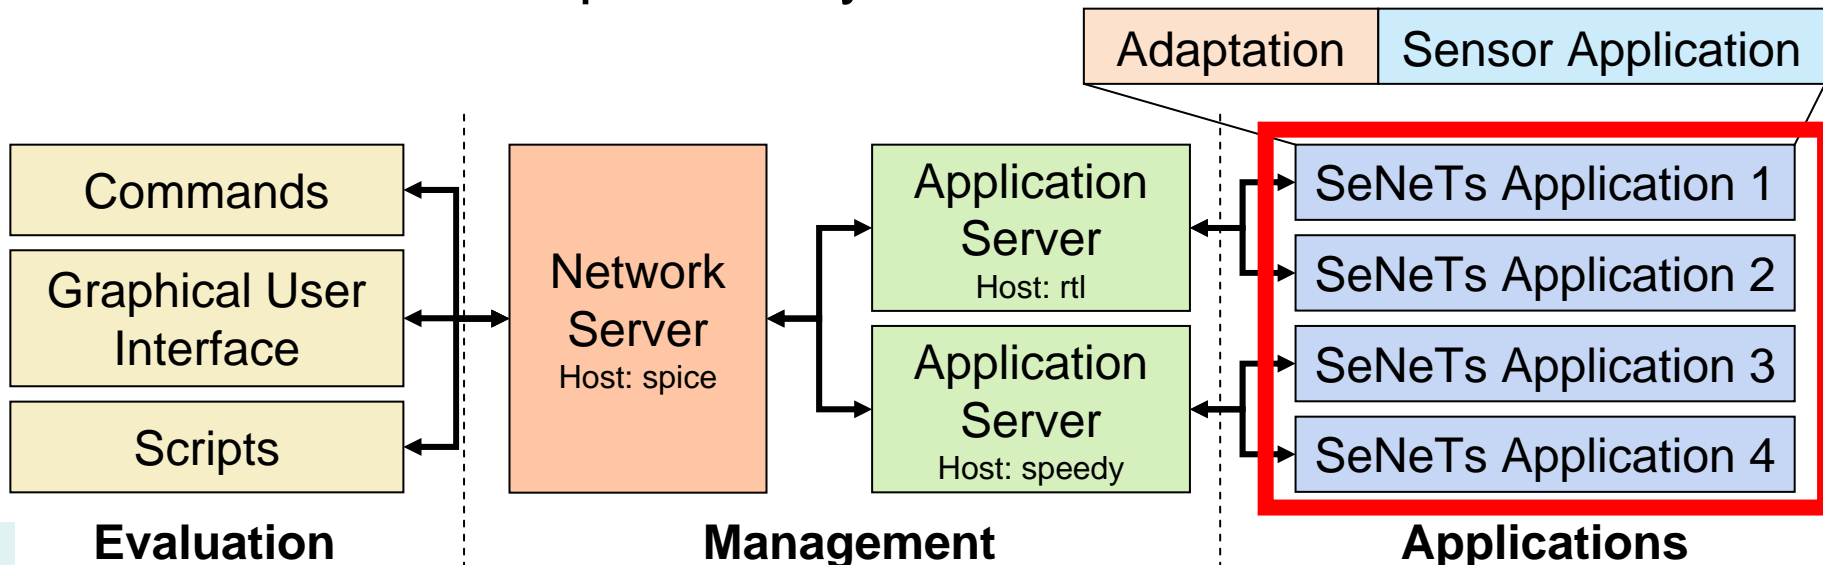 Adaptation
Sensor Application
Commands
Graphical User
Interface
Scripts
Network
Server
Host: spice
Application
Server
Host: rtl
Application
Server
Host: speedy
SeNeTs Application 1
SeNeTs Application 2
SeNeTs Application 3
SeNeTs Application 4
Evaluation
Management
Applications